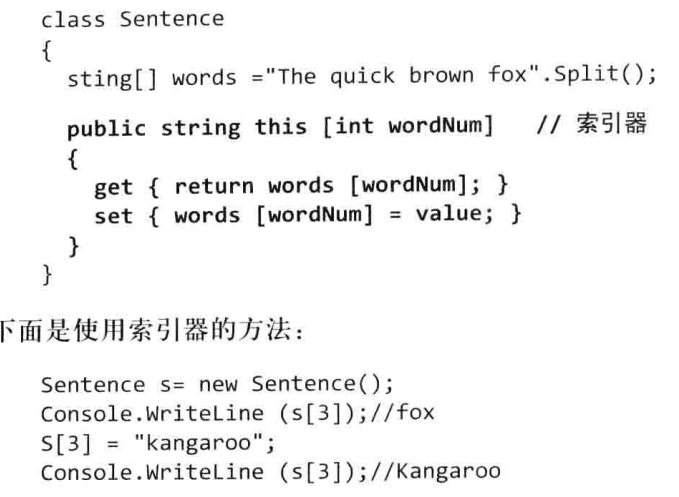 class Sentence
{
sting[] words ="The quick brown fox".Split();
public string this [int wordNum] // 索引器
{
get { return words [wordNum]; }
set { words [wordNum] = value; }
}
}
下面是使用索引器的方法：
Sentence s= new Sentence();
Console.WriteLine (s[3]);//fox
S[3] = "kangaroo";
Console.WriteLine (s[3]);//Kangaroo